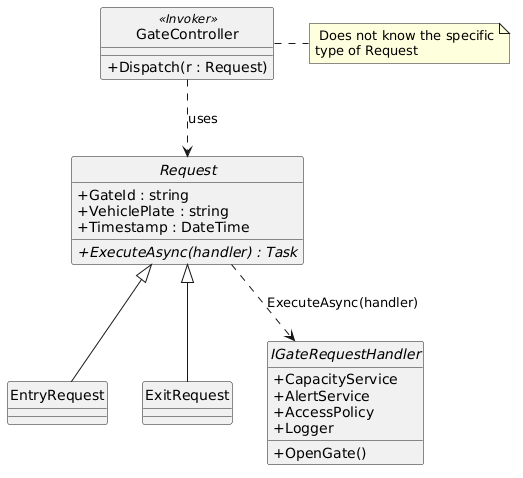 «Invoker»
GateController
+Dispatch(r : Request)
Does not know the specific
type of Request
uses
Request
+GateId : string
+VehiclePlate : string
+Timestamp : DateTime
+ExecuteAsync(handler) : Task
ExecuteAsync(handler)
EntryRequest
ExitRequest
IGateRequestHandler
+CapacityService
+AlertService
+AccessPolicy
+Logger
+OpenGate()